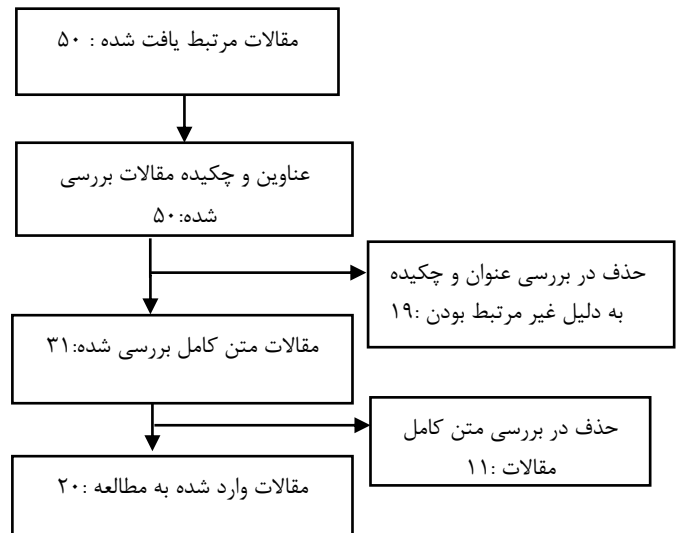 مقالات مرتبط یافت شده : ۵۰
عناوین و چکیده مقالات بررسی
شده:۵۰
حذف در بررسی عنوان و چکیده
به دلیل غیر مرتبط بودن :۱۹
مقالات متن کامل بررسی شده:۳۱
حذف در بررسی متن کامل
مقالات :۱۱
مقالات وارد شده به مطالعه :۲۰